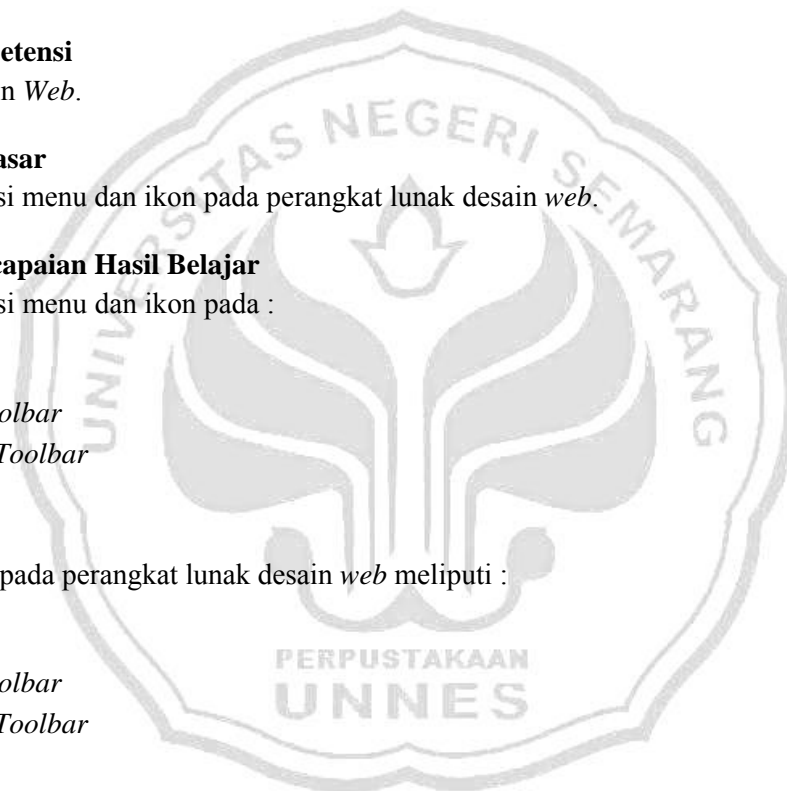 etensi
n Web.
asar
si menu dan ikon pada perangkat lunak desain web.
capaian Hasil Belajar
si menu dan ikon pada :
olbar
Toolbar
pada perangkat lunak desain web meliputi :
olbar
Toolbar
UNIVERSITAS NEGERI SEMARANG
PERPUSTAKAAN
UNNES